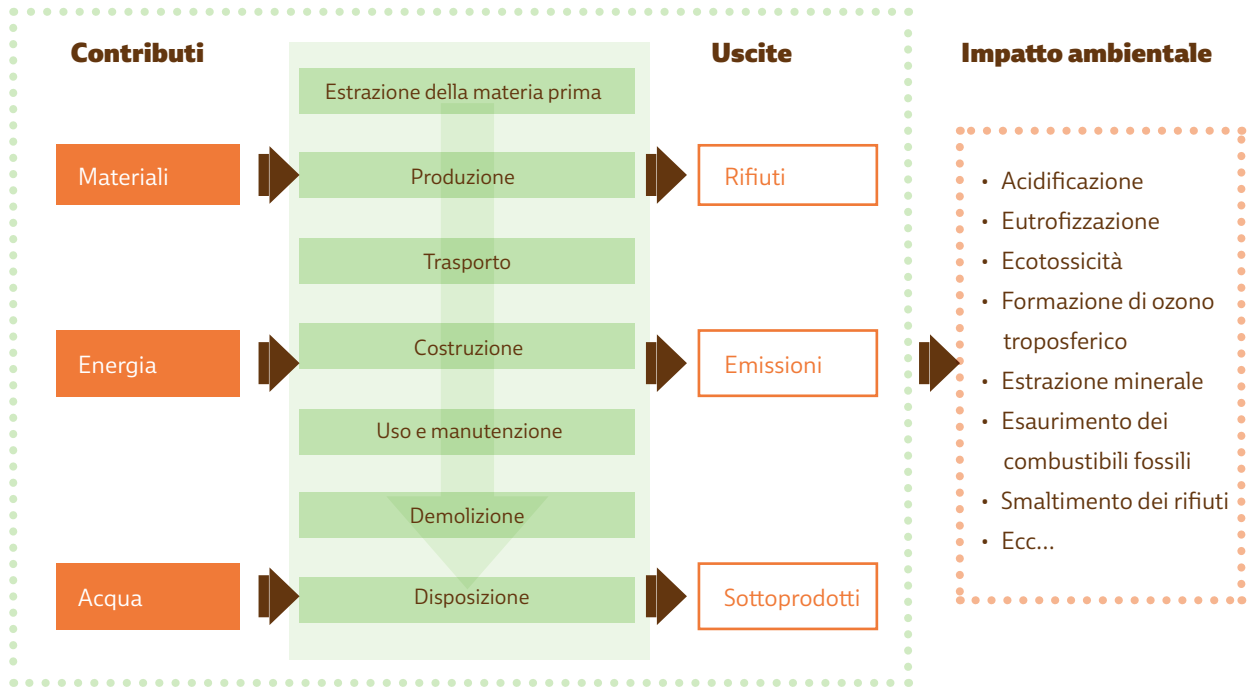 Contributi
Materiali
Energia
Acqua
Estrazione della materia prima
Produzione
Trasporto
Costruzione
Uso e manutenzione
Demolizione
Disposizione
Uscite
Rifiuti
Emissioni
Sottoprodotti
Impatto ambientale
• Acidificazione
• Eutrofizzazione
• Ecotossicità
• Formazione di ozono
troposferico
• Estrazione minerale
• Esaurimento dei
combustibili fossili
• Smaltimento dei rifiuti
• Ecc...